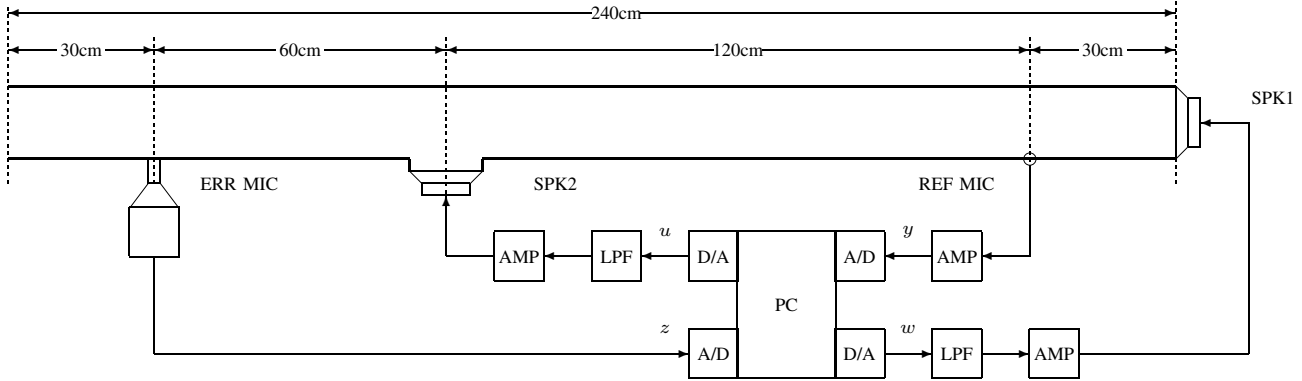 240cm
30cm 60cm 120cm 30cm
SPK1
ERR MIC SPK2 REF MIC
u y
AMP LPF D/A A/D AMP
PC
z w
A/D D/A LPF AMP